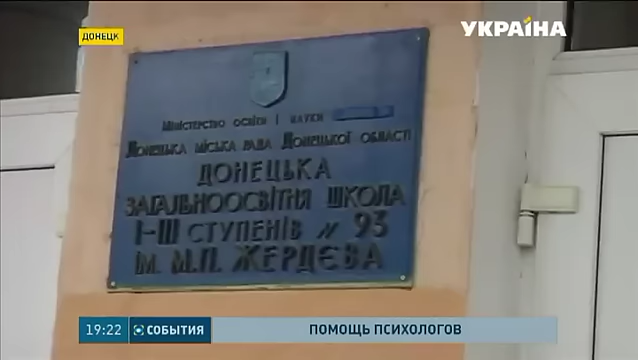 ДОНЕЦК
УКРАЇНА
МІНІСТЕРСТВО ОСВІТИ І НАУКИ
ДОНЕЦЬКА МІСЬКА РАДА ДОНЕЦЬКОЇ ОБЛАСТІ
ДОНЕЦЬКА
ЗАГАЛЬНООСВІТНЯ ШКОЛА
І-ІІІ СТУПЕНІВ № 93
ІМ. М.П. ЖЕРДЄВА
19:22 СОБЫТИЯ ПОМОЩЬ ПСИХОЛОГОВ